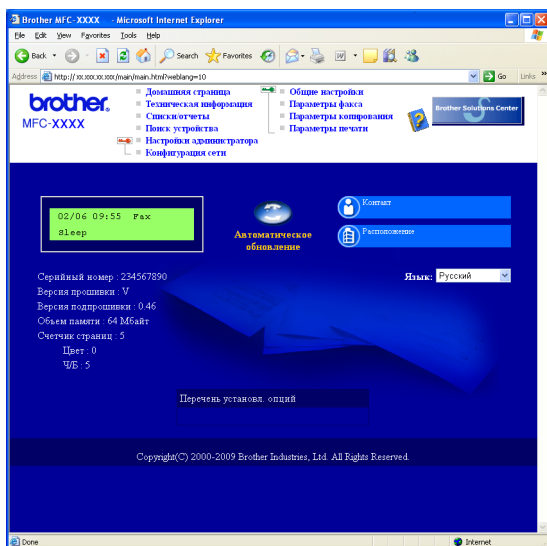 Brother MFC-XXXX - Microsoft Internet Explorer
File Edit View Favorites Tools Help
Back Search Favorites
Address http://xx.xxx.xx.xxx/main/main.html?weblang=10 Go Links »
brother.
MFC-XXXX
Домашняя страница
Техническая информация
Списки/отчеты
Поиск устройства
Настройки администратора
Конфигурация сети
Общие настройки
Параметры факса
Параметры копирования
Параметры печати
Brother Solutions Center
02/06 09:55 Fax
Sleep
Автоматическое
обновление
Контакт
Расположение
Серийный номер : 234567890
Версия прошивки : V
Версия подпрошивки : 0.46
Объем памяти : 64 Мбайт
Счетчик страниц : 5
Цвет : 0
Ч/Б : 5
Язык: Русский
Перечень установл. опций
Copyright(C) 2000-2009 Brother Industries, Ltd. All Rights Reserved.
Done Internet